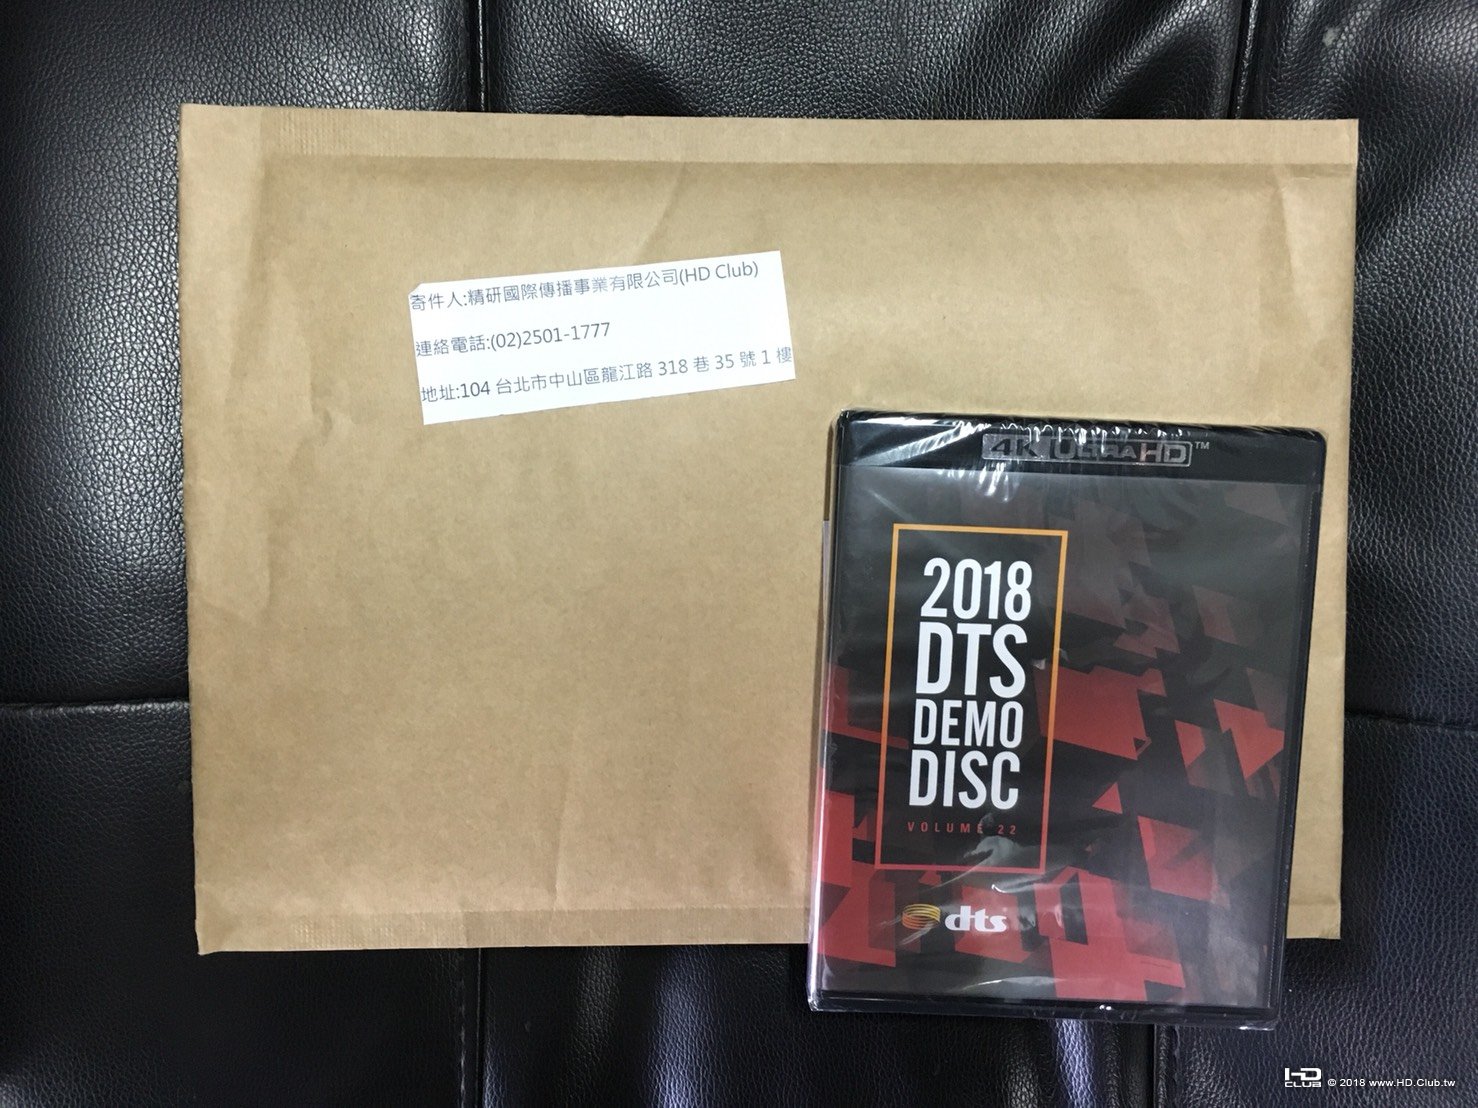 寄件人:精研國際傳播事業有限公司(HD Club)
連絡電話:(02)2501-1777
地址:104 台北市中山區龍江路 318 巷 35 號 1 樓
4K ULTRA HD™
2018
DTS
DEMO
DISC
VOLUME 22
dts
HD CLUB © 2018 www.HD.Club.tw